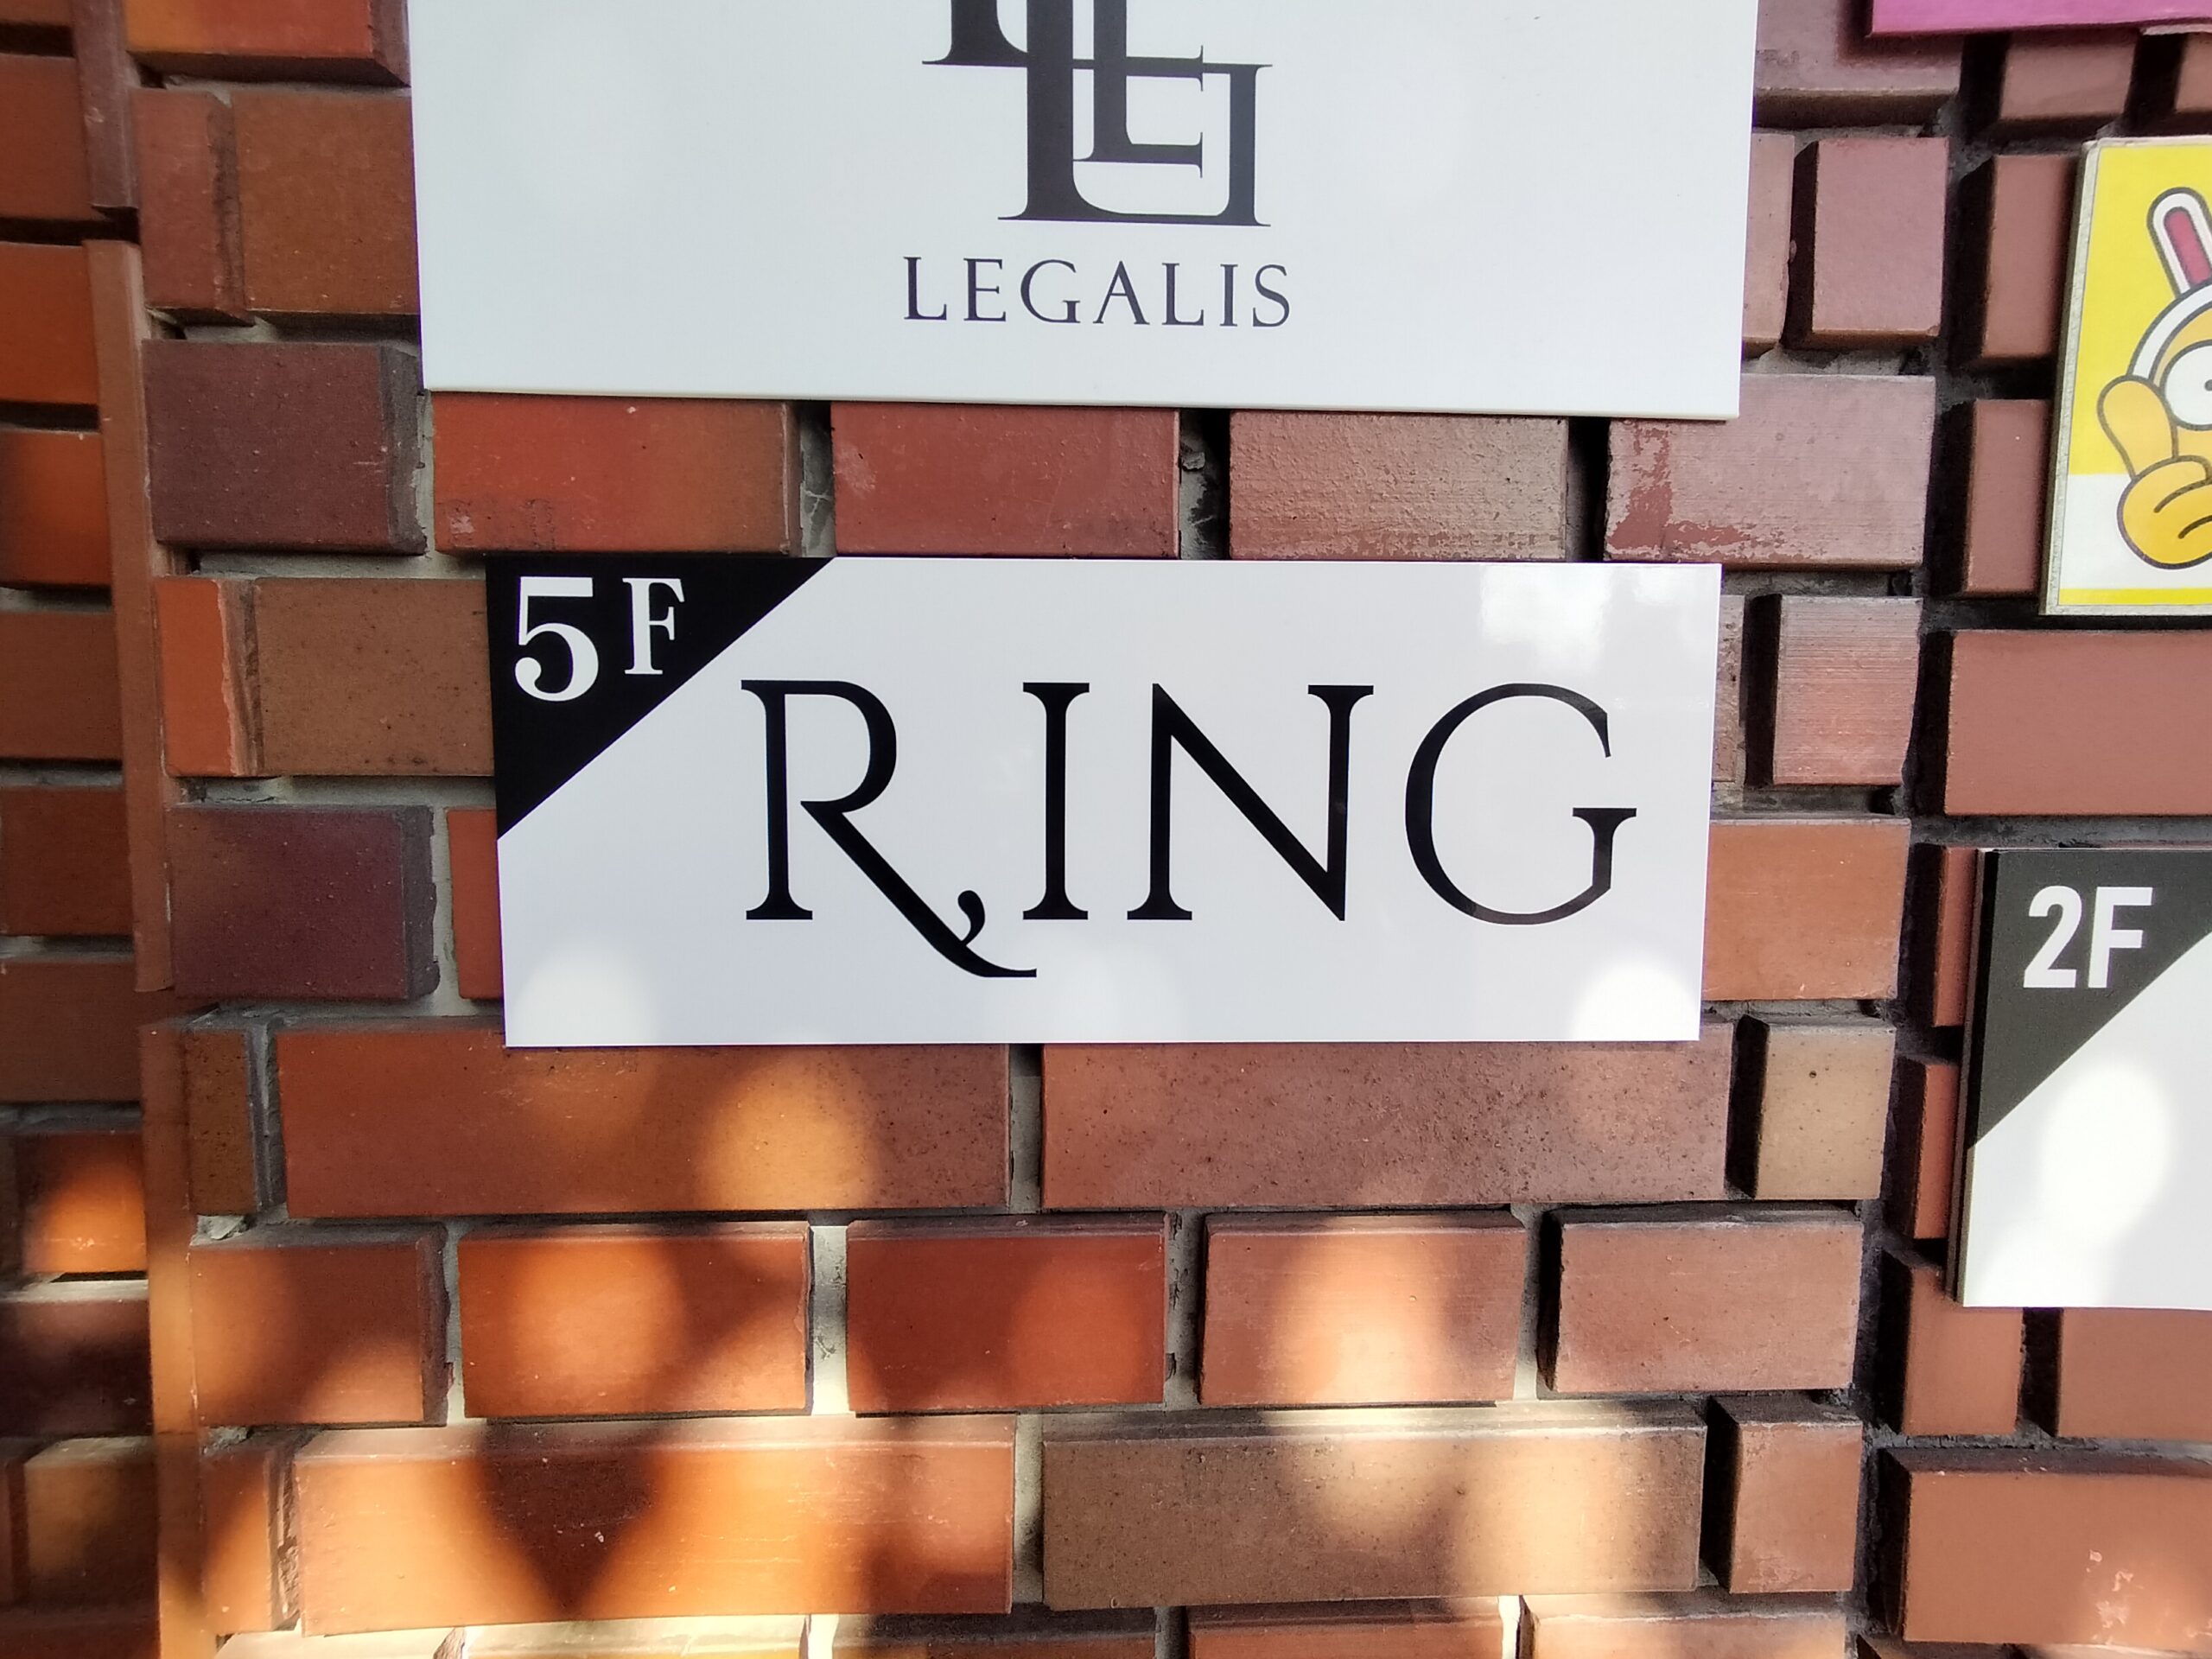 LEGALIS
5F
RING
2F